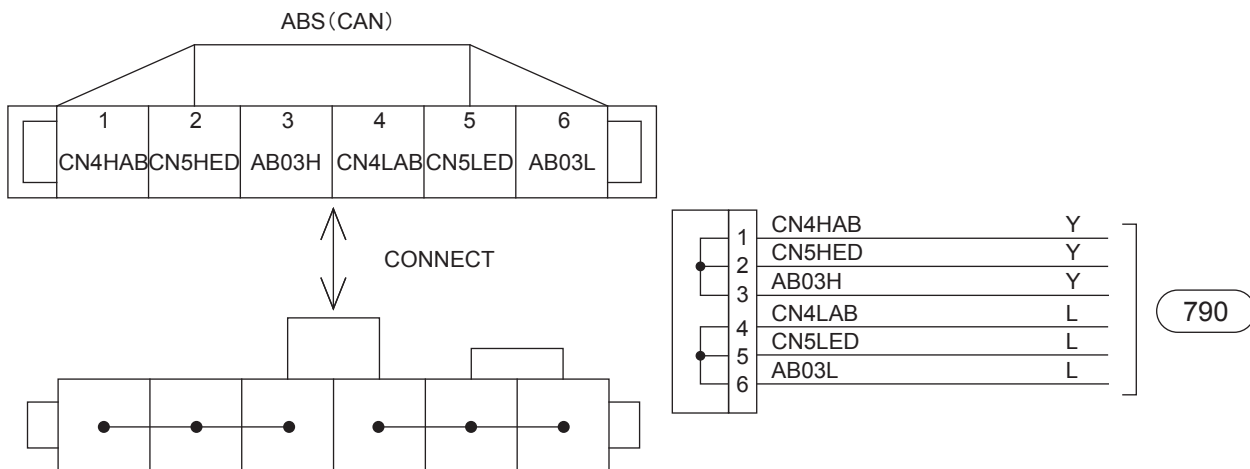 ABS(CAN)
1 2 3 4 5 6
CN4HAB CN5HED AB03H CN4LAB CN5LED AB03L
CONNECT
1 CN4HAB Y
2 CN5HED Y
3 AB03H Y
4 CN4LAB L
5 CN5LED L
6 AB03L L
790